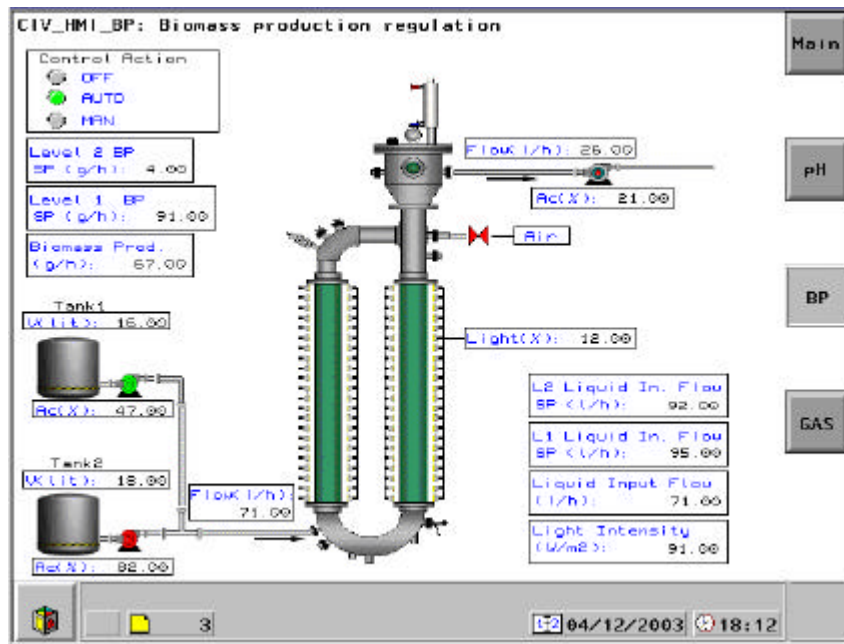 CIV_HMI_BP: Biomass production regulation
Main
Control Action
OFF
AUTO
MAN
Level 2 BP
SP (g/h): 4.00
Level 1 BP
SP (g/h): 91.00
Biomass Prod.
(g/h): 67.00
Flow(l/h): 26.00
Ac(%): 21.00
pH
Air
BP
Tank1
V(lit): 16.00
Ac(%): 47.00
Light(%): 12.00
L2 Liquid In. Flow
SP (l/h): 92.00
L1 Liquid In. Flow
SP (l/h): 95.00
Liquid Input Flow
(l/h): 71.00
Light Intensity
(W/m2): 91.00
GAS
Tank2
V(lit): 18.00
Flow(l/h):
71.00
Ac(%): 82.00
3
1-2 04/12/2003
18:12